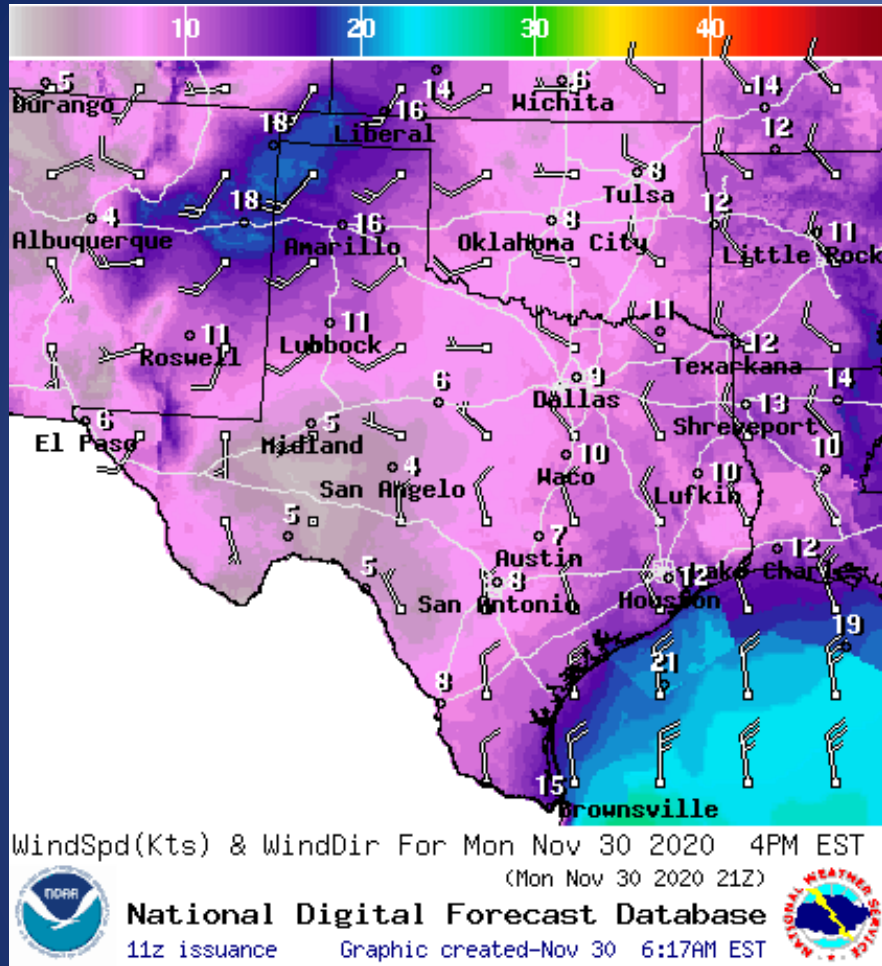 10 20 30 40
5 14 6
Durango Wichita 14
16
18 Liberal 12
8
Tulsa
4 18 16 8 12 11
Albuquerque Amarillo Oklahoma City Little Rock
11 11 11 12
Roswell Lubbock Texarkana
6 9 14
Dallas 13
6 5 Shreveport
El Paso Midland 10
4 10 10
San Angelo Waco Lufkin
5 7 12
Austin Lake Charles
5 8 12
San Antonio Houston
19
21
8
15
Brownsville
WindSpd(Kts) & WindDir For Mon Nov 30 2020 4PM EST
(Mon Nov 30 2020 21Z)
NOAA
National Digital Forecast Database
11z issuance Graphic created-Nov 30 6:17AM EST
NATIONAL WEATHER SERVICE